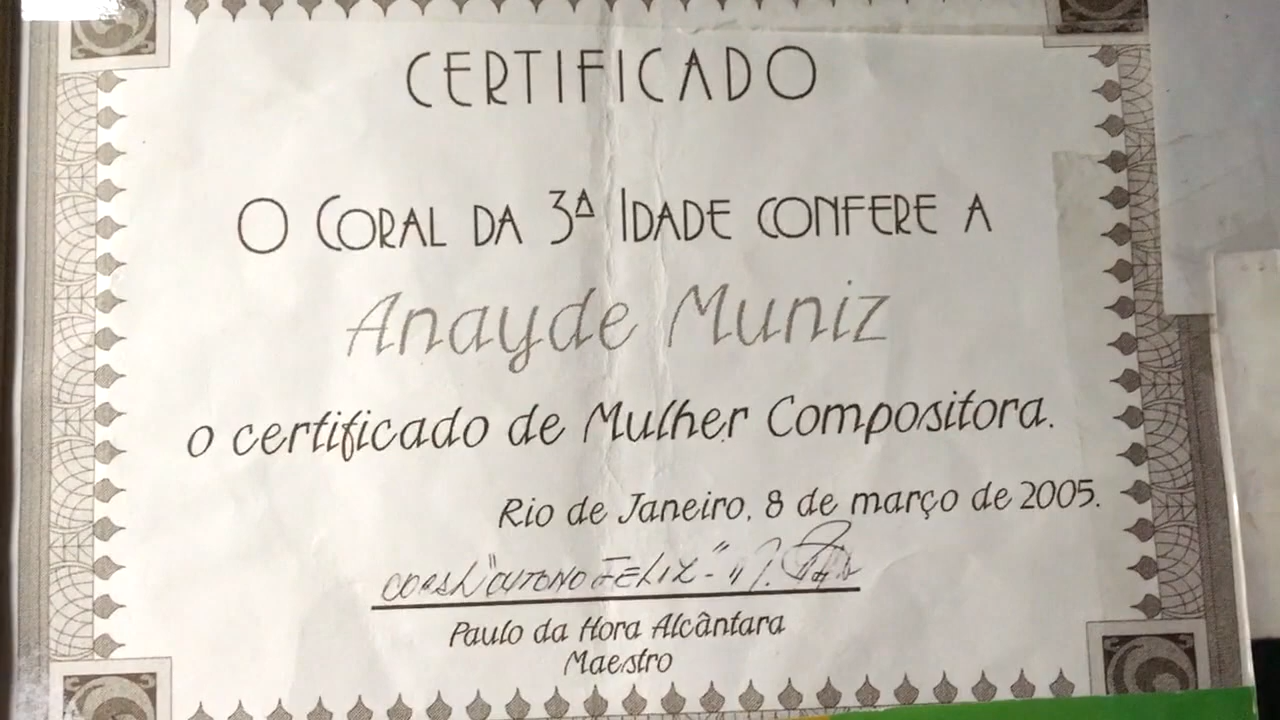 CERTIFICADO
O CORAL DA 3ª IDADE CONFERE A
Anayde Muniz
o certificado de Mulher Compositora.
Rio de Janeiro, 8 de março de 2005.
CORAL "OUTONO FELIZ" -
Paulo da Hora Alcântara
Maestro